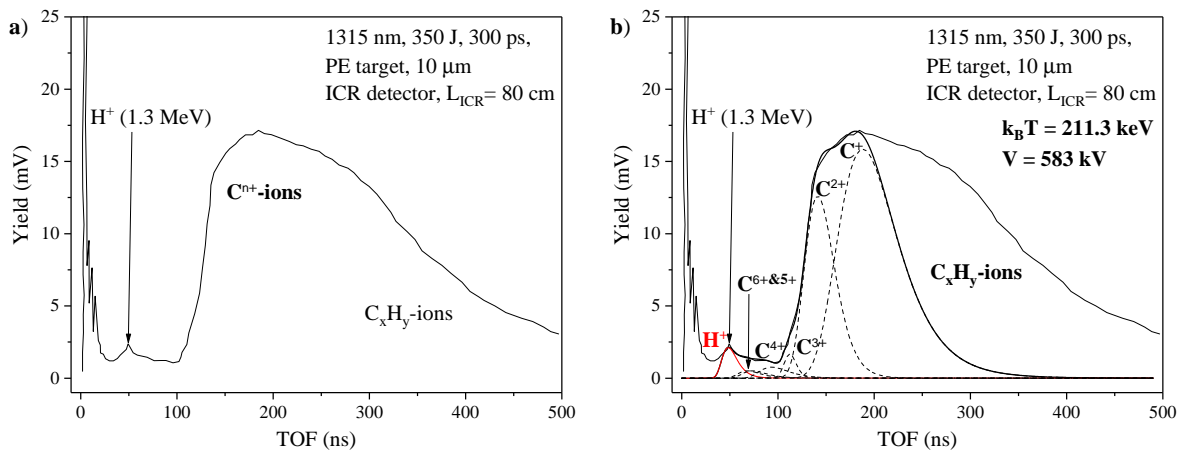 a)
25
20
15
10
5
0
Yield (mV)
1315 nm, 350 J, 300 ps,
PE target, 10 μm
ICR detector, L_ICR= 80 cm
H⁺ (1.3 MeV)
Cⁿ⁺-ions
CₓHᵧ-ions
0 100 200 300 400 500
TOF (ns)
b)
25
20
15
10
5
0
Yield (mV)
1315 nm, 350 J, 300 ps,
PE target, 10 μm
ICR detector, L_ICR= 80 cm
k_BT = 211.3 keV
V = 583 kV
H⁺ (1.3 MeV)
C⁺
C²⁺
CₓHᵧ-ions
C⁶⁺&⁵⁺
H⁺
C⁴⁺
C³⁺
0 100 200 300 400 500
TOF (ns)